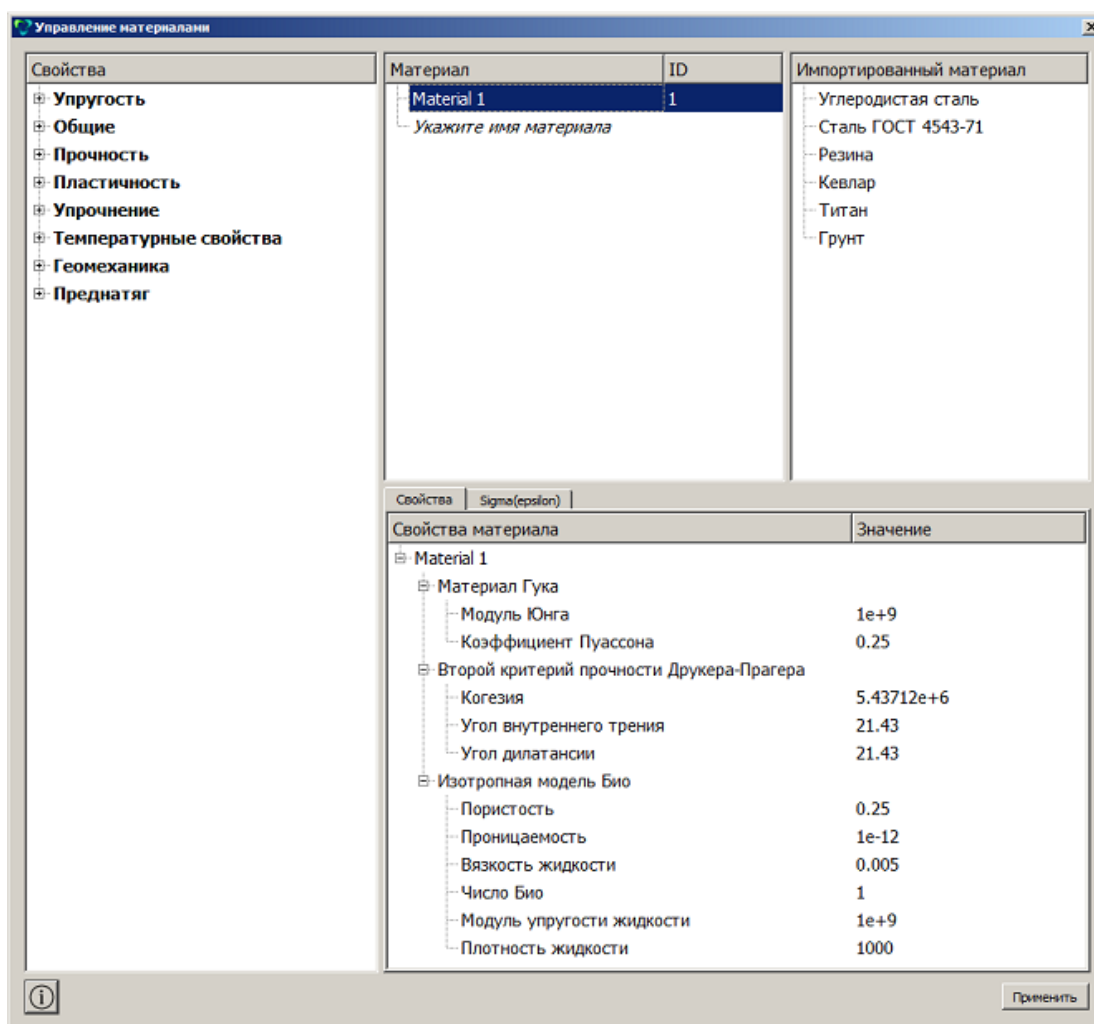 Управление материалами
Свойства
Упругость
Общие
Прочность
Пластичность
Упрочнение
Температурные свойства
Геомеханика
Преднатяг
Материал ID
Material 1 1
Укажите имя материала
Импортированный материал
Углеродистая сталь
Сталь ГОСТ 4543-71
Резина
Кевлар
Титан
Грунт
Свойства Sigma(epsilon)
Свойства материала Значение
Material 1
Материал Гука
Модуль Юнга 1e+9
Коэффициент Пуассона 0.25
Второй критерий прочности Друкера-Прагера
Когезия 5.43712e+6
Угол внутреннего трения 21.43
Угол дилатансии 21.43
Изотропная модель Био
Пористость 0.25
Проницаемость 1e-12
Вязкость жидкости 0.005
Число Био 1
Модуль упругости жидкости 1e+9
Плотность жидкости 1000
Применить